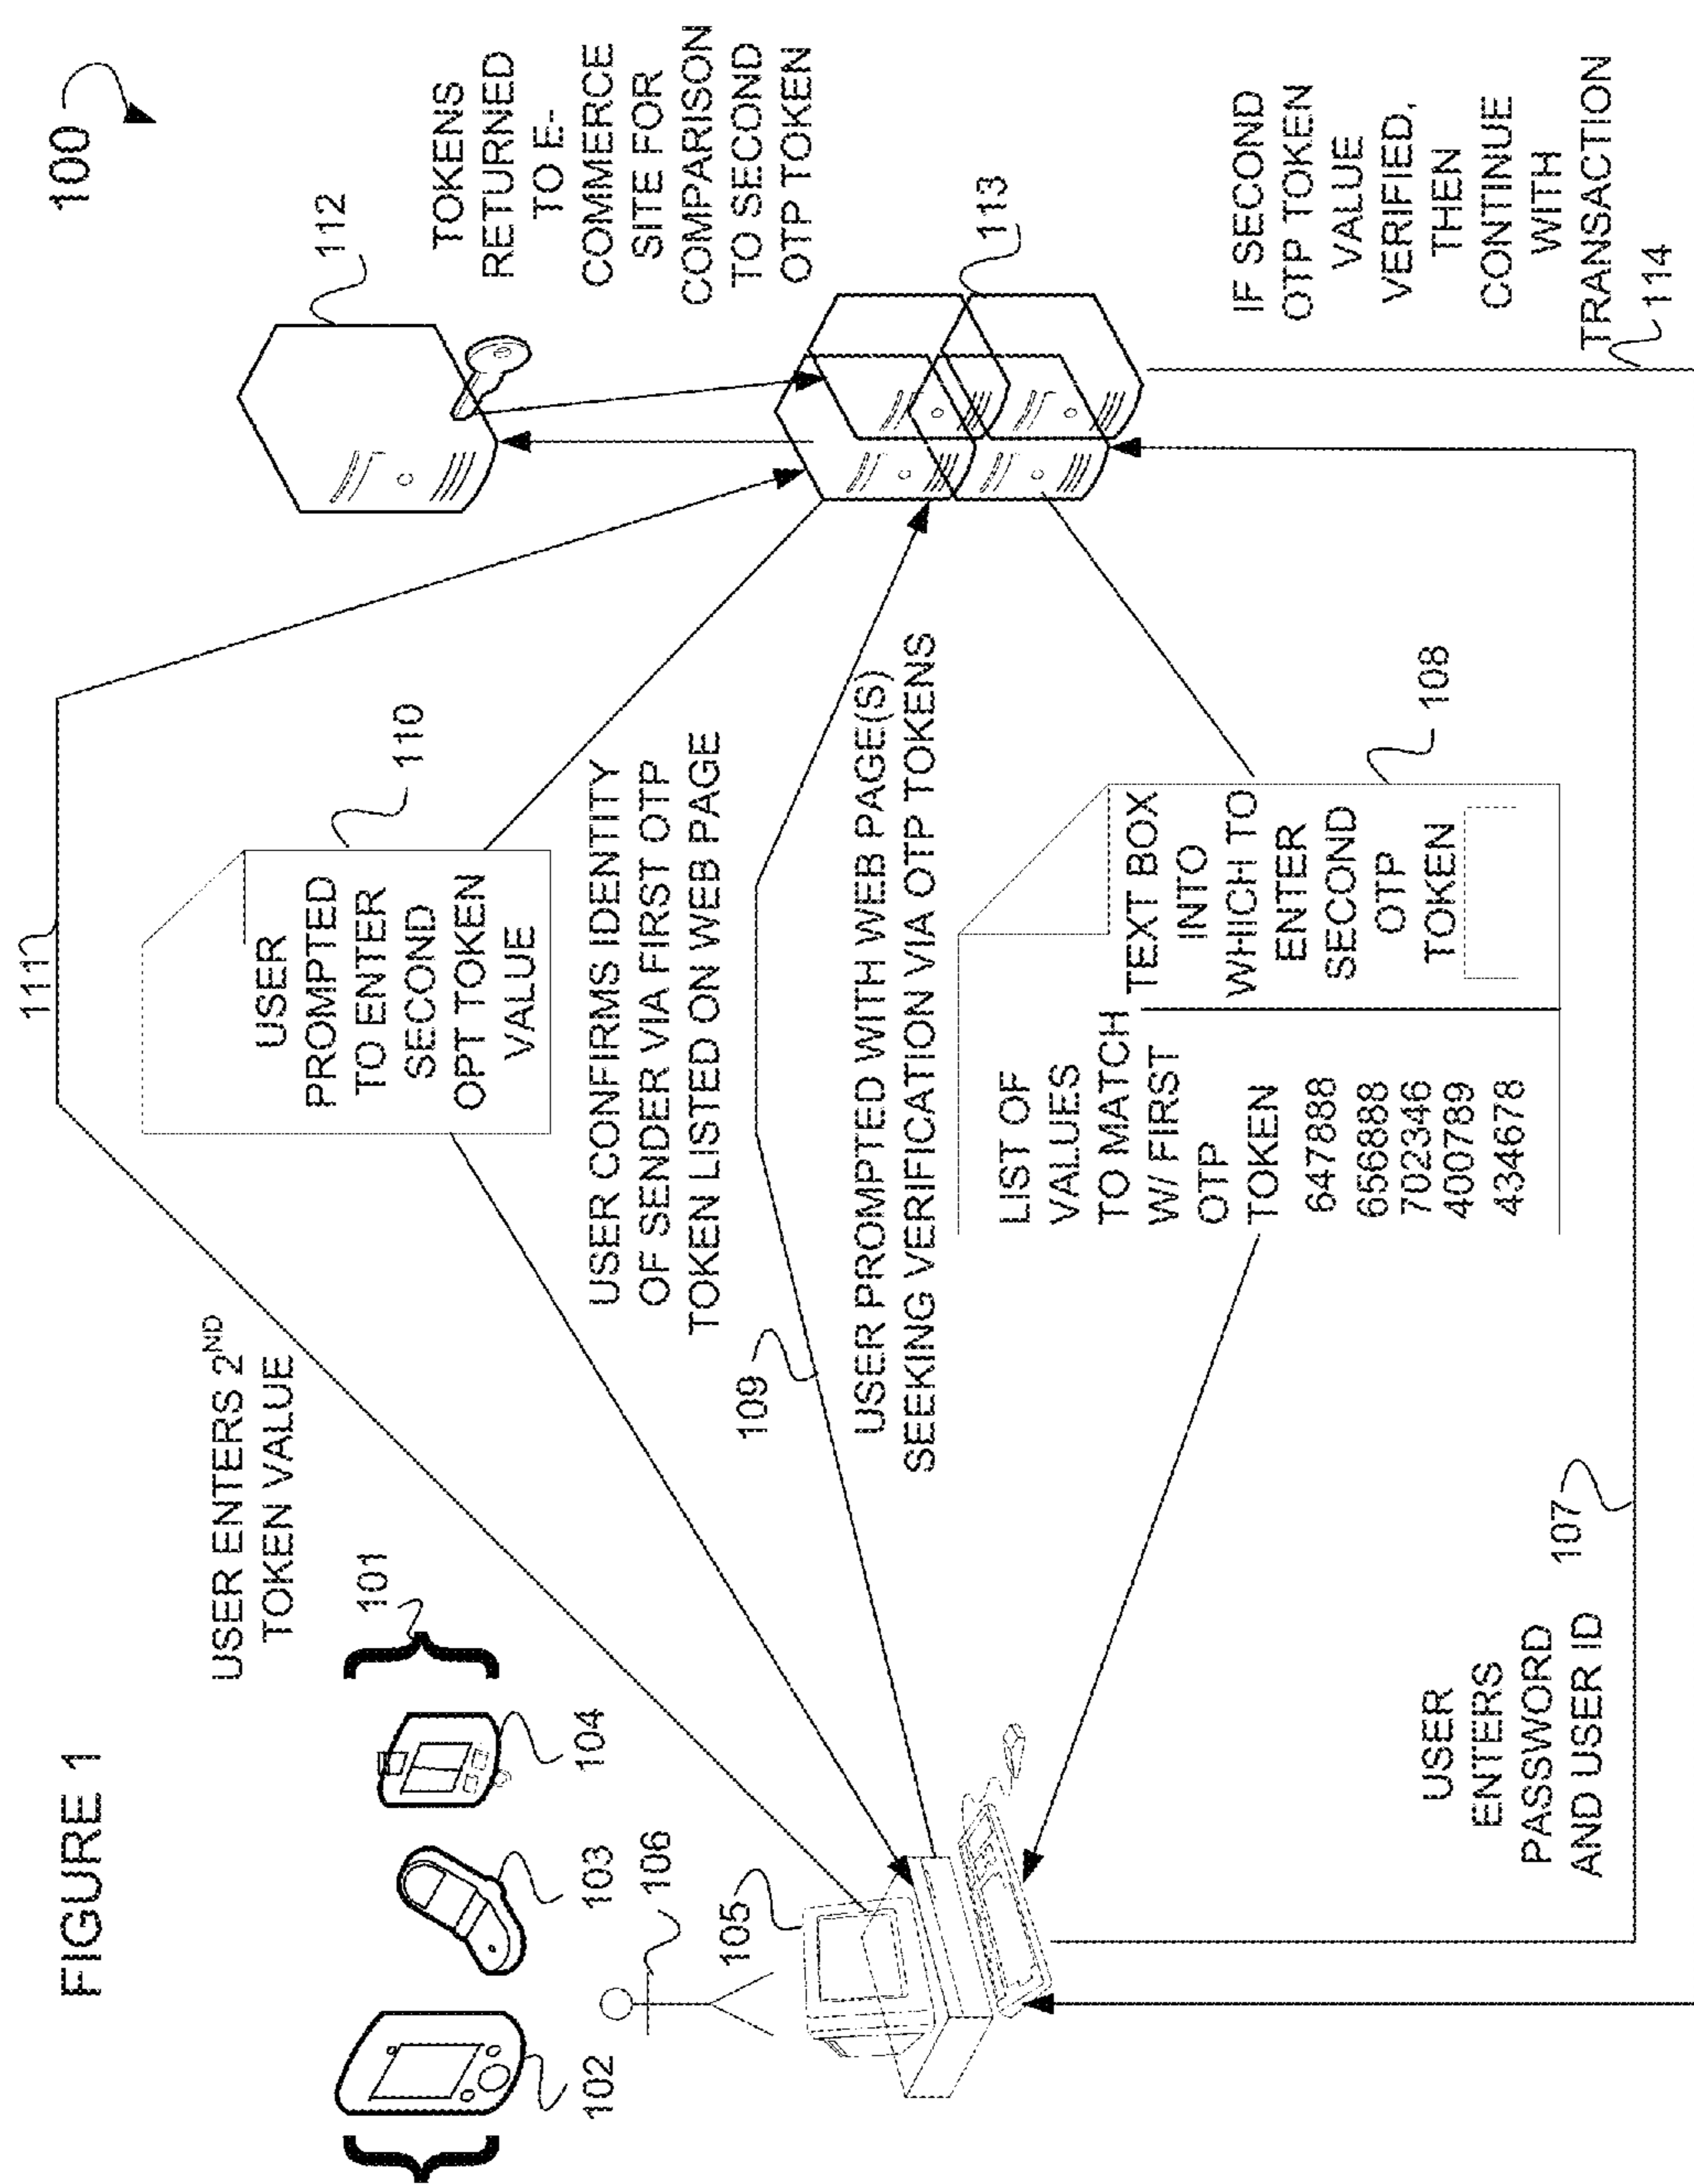 FIGURE 1
100
USER ENTERS 2ND
TOKEN VALUE
111
101
102
103
104
106
105
USER
PROMPTED
TO ENTER
SECOND
OPT TOKEN
VALUE
110
112
TOKENS
RETURNED
TO E-
COMMERCE
SITE FOR
COMPARISON
TO SECOND
OTP TOKEN
USER CONFIRMS IDENTITY
OF SENDER VIA FIRST OTP
TOKEN LISTED ON WEB PAGE
109
113
USER PROMPTED WITH WEB PAGE(S)
SEEKING VERIFICATION VIA OTP TOKENS
LIST OF
VALUES
TO MATCH
W/ FIRST
OTP
TOKEN
647888
656888
702346
400789
434678
TEXT BOX
INTO
WHICH TO
ENTER
SECOND
OTP
TOKEN
108
USER
ENTERS
PASSWORD
AND USER ID
107
IF SECOND
OTP TOKEN
VALUE
VERIFIED,
THEN
CONTINUE
WITH
TRANSACTION
114